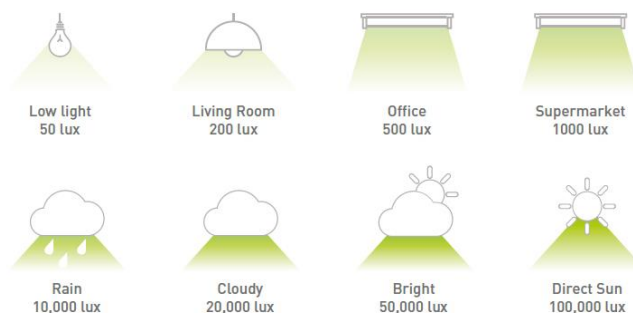 Low light
50 lux
Living Room
200 lux
Office
500 lux
Supermarket
1000 lux
Rain
10,000 lux
Cloudy
20,000 lux
Bright
50,000 lux
Direct Sun
100,000 lux